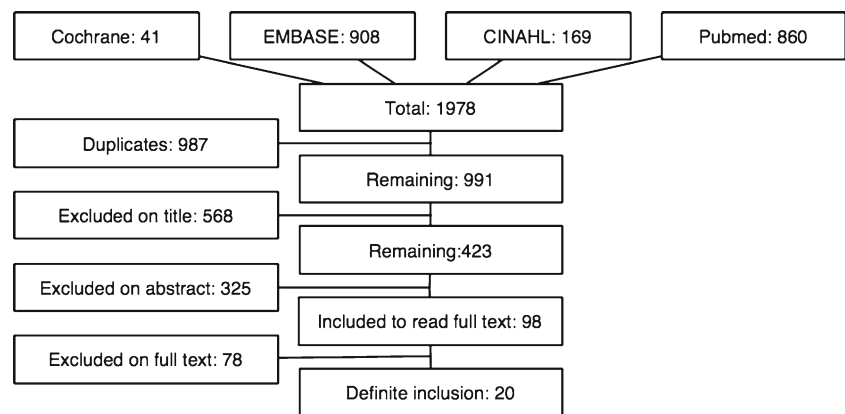 Cochrane: 41
EMBASE: 908
CINAHL: 169
Pubmed: 860
Total: 1978
Duplicates: 987
Remaining: 991
Excluded on title: 568
Remaining:423
Excluded on abstract: 325
Included to read full text: 98
Excluded on full text: 78
Definite inclusion: 20